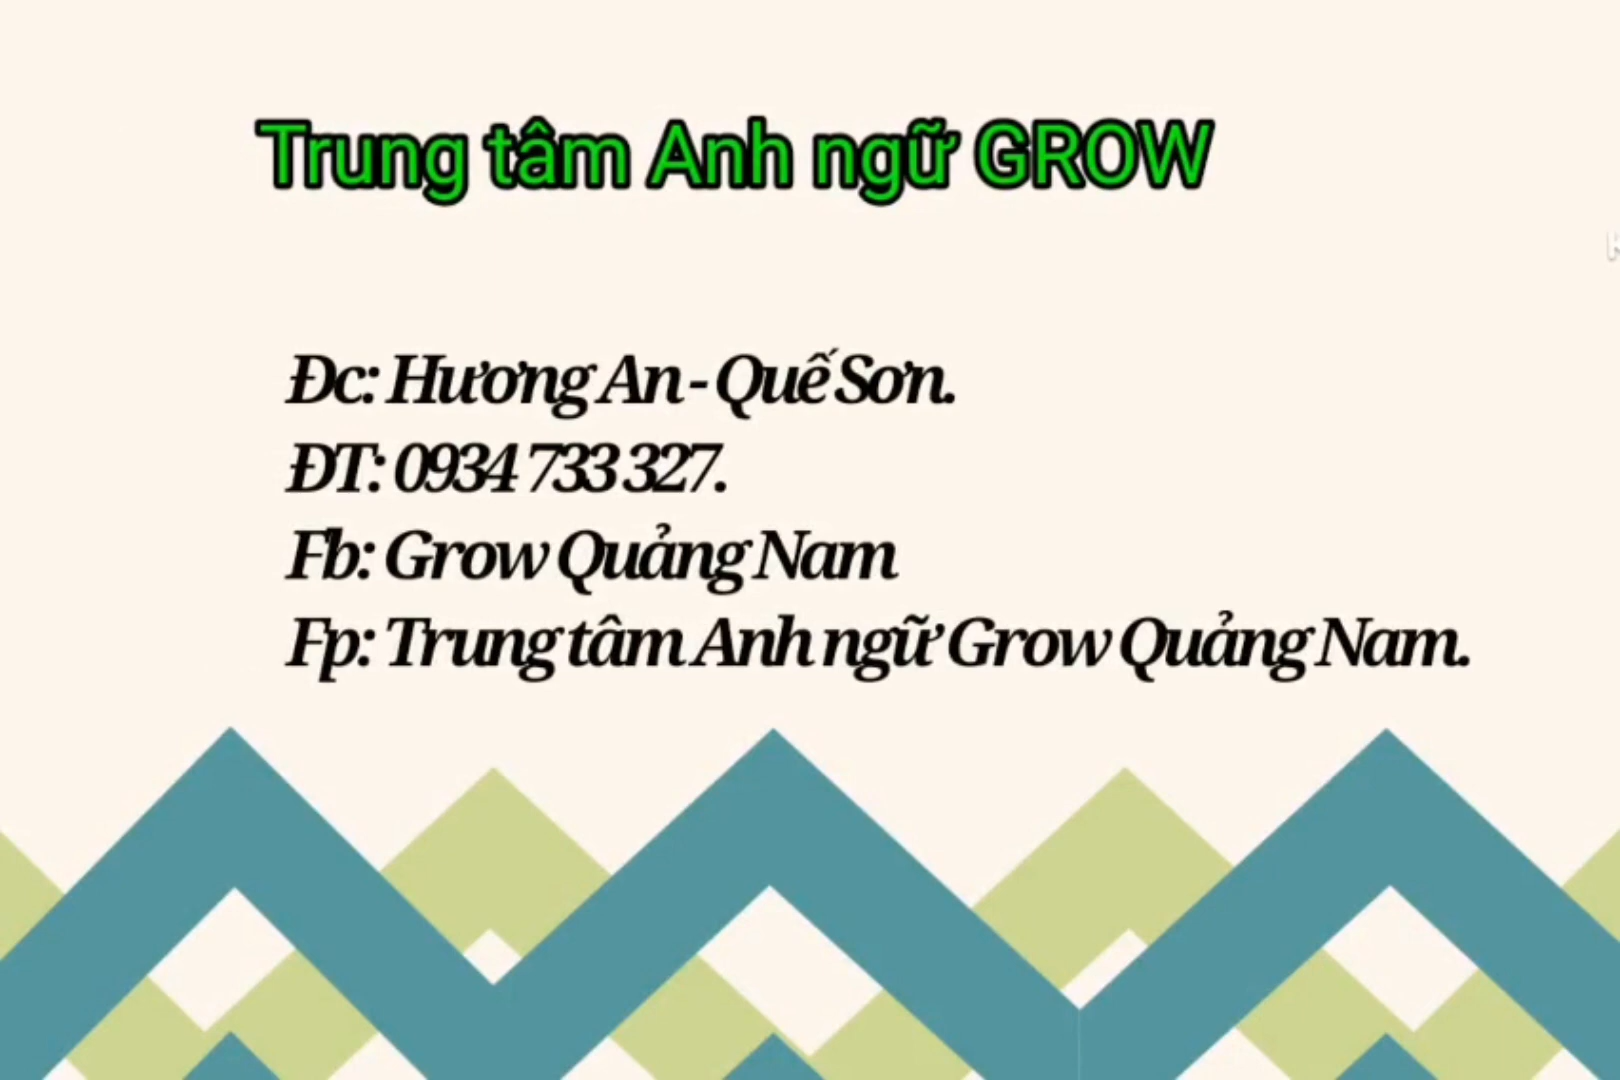 Trung tâm Anh ngữ GROW
Đc: Hương An - Quế Sơn.
ĐT: 0934 733 327.
Fb: Grow Quảng Nam
Fp: Trung tâm Anh ngữ Grow Quảng Nam.